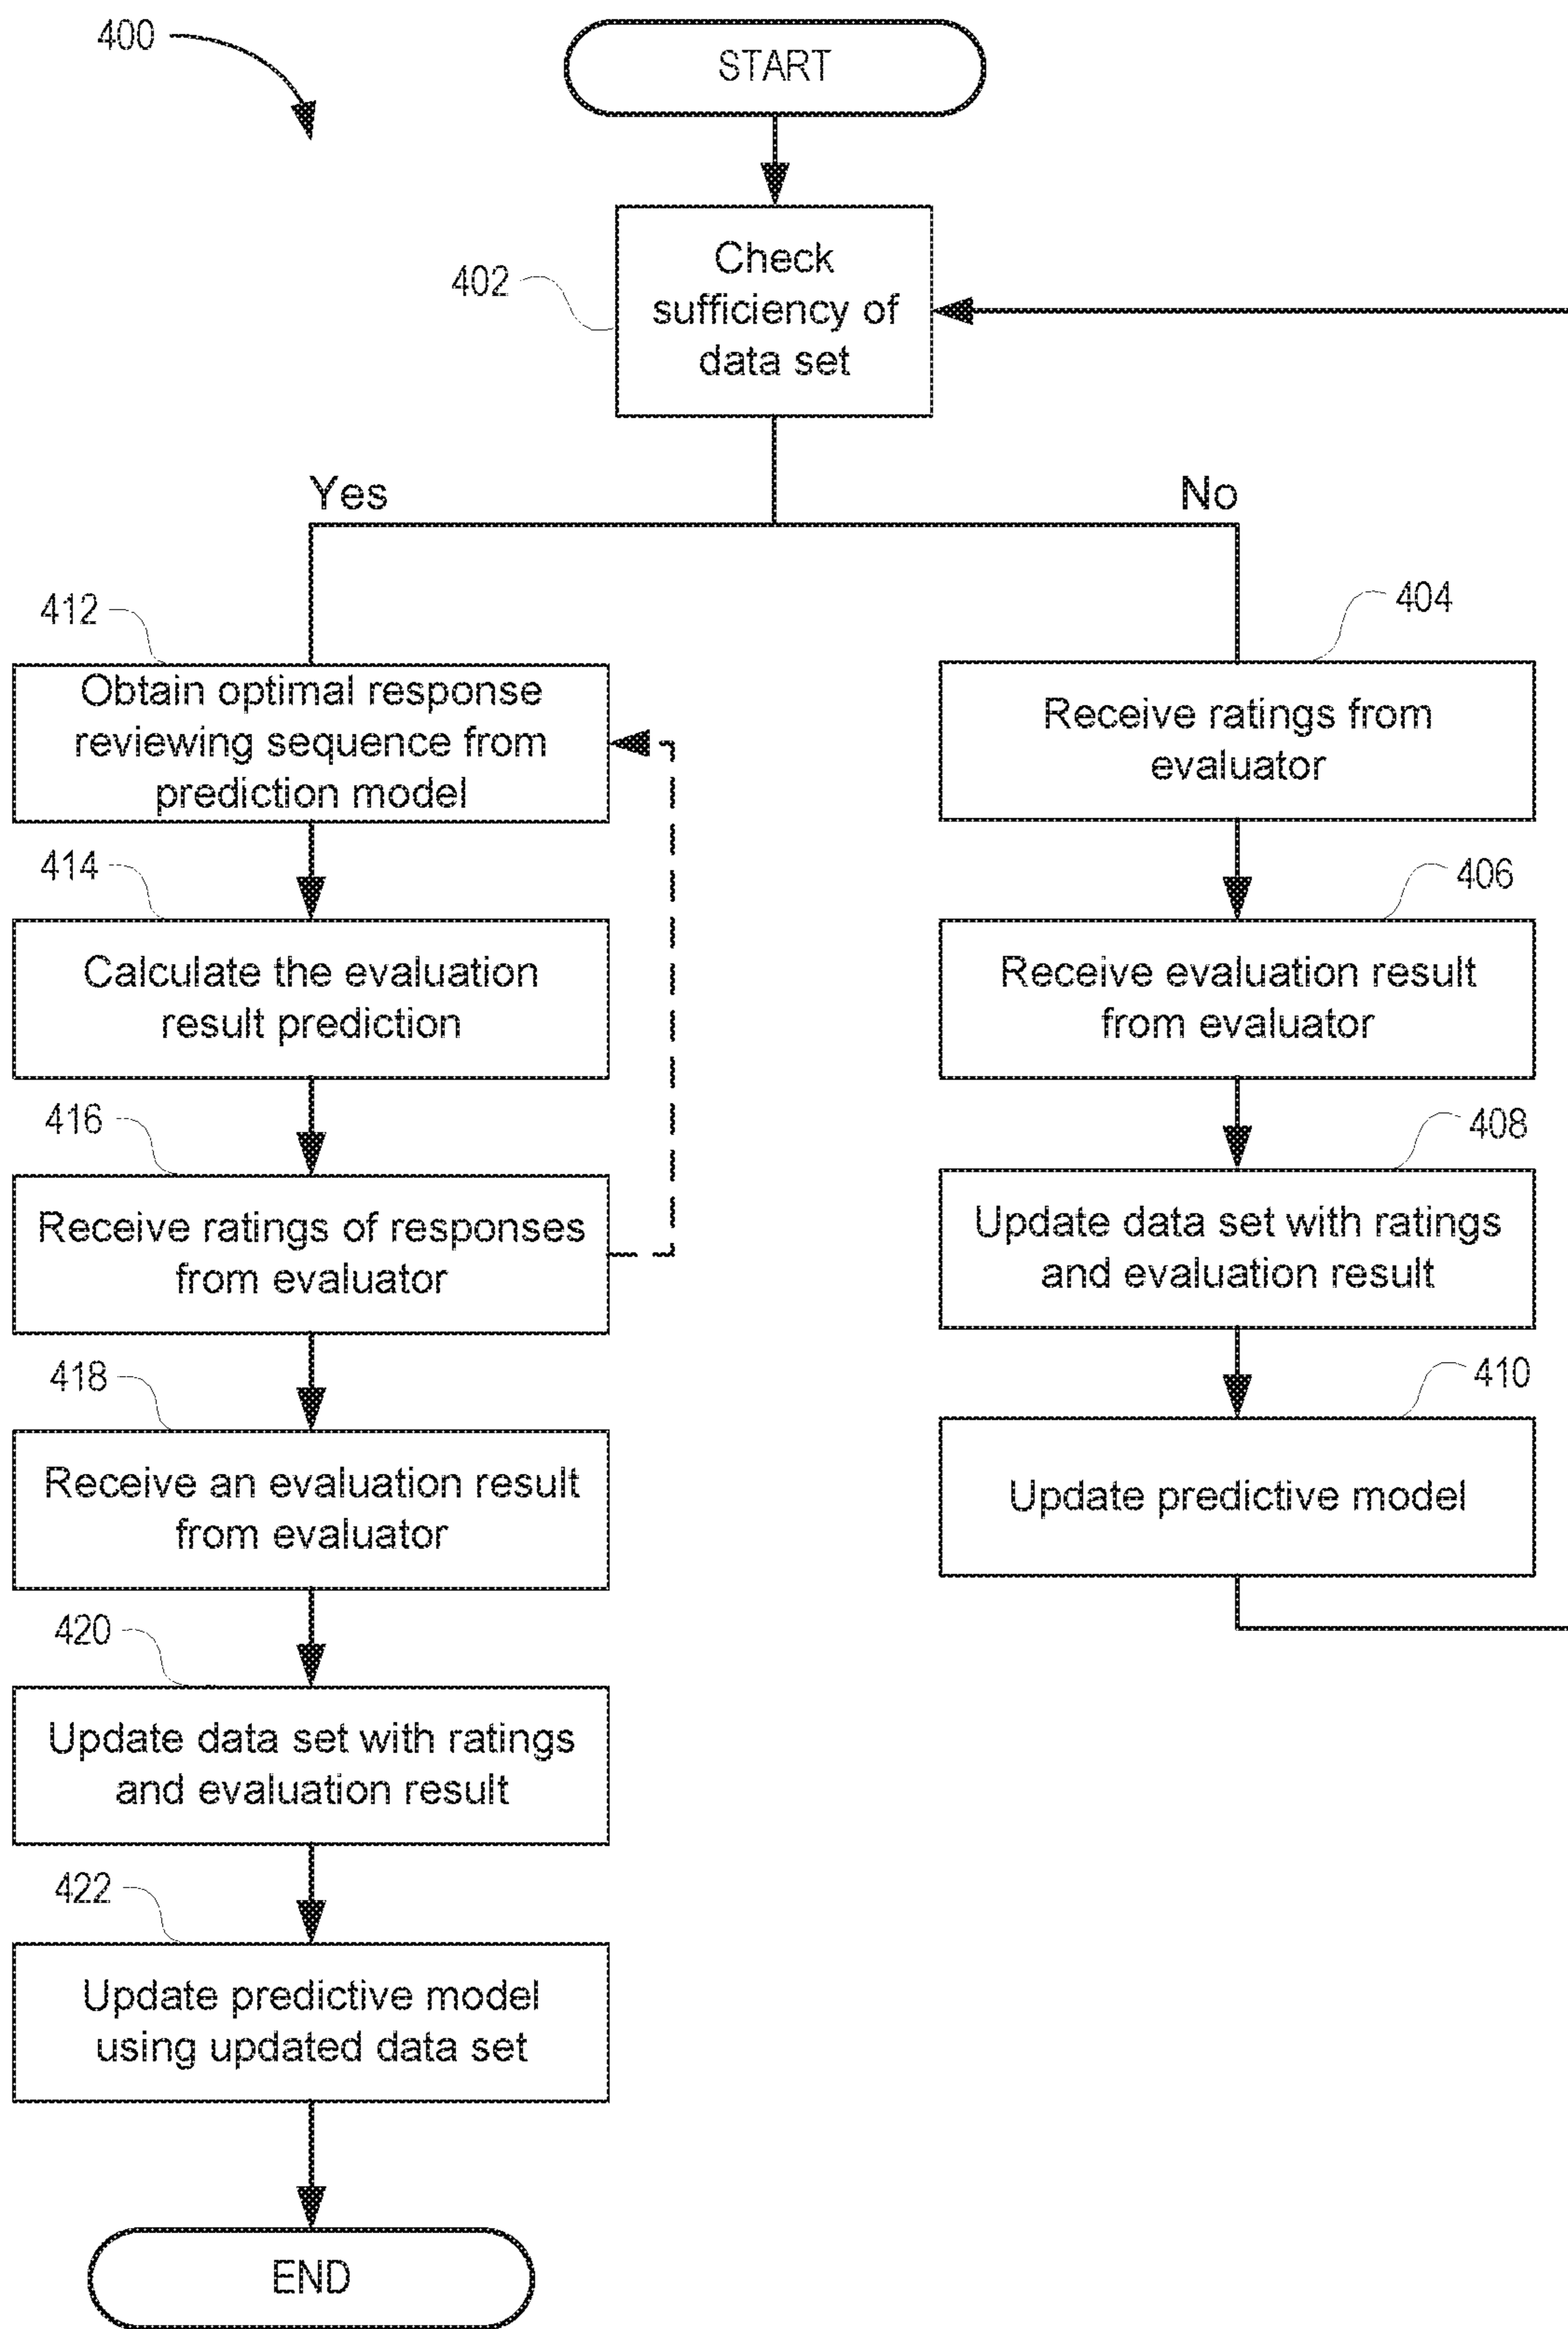 400
START
402
Check
sufficiency of
data set
Yes
No
412
Obtain optimal response
reviewing sequence from
prediction model
414
Calculate the evaluation
result prediction
416
Receive ratings of responses
from evaluator
418
Receive an evaluation result
from evaluator
420
Update data set with ratings
and evaluation result
422
Update predictive model
using updated data set
END
404
Receive ratings from
evaluator
406
Receive evaluation result
from evaluator
408
Update data set with ratings
and evaluation result
410
Update predictive model